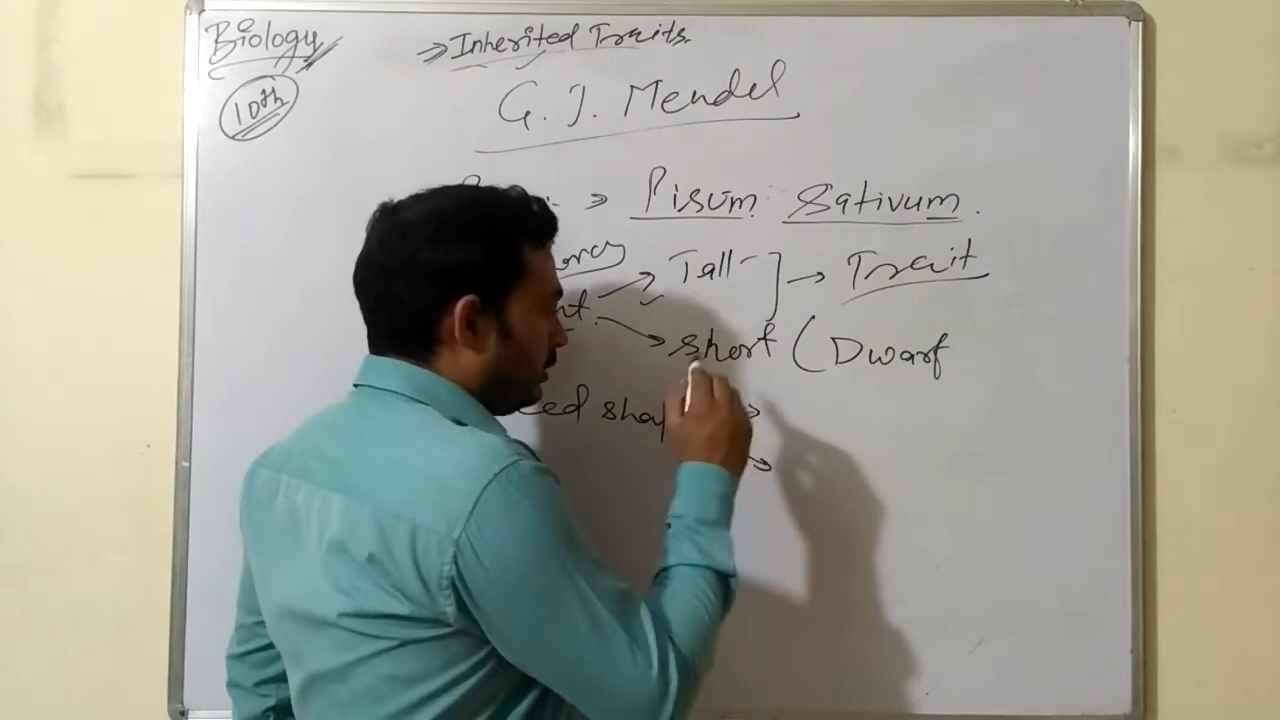 Biology
⇒ Inherited Traits.
10th
G. J. Mendel
Pisum Sativum.
Tall ] → Trait
short ( Dwarf